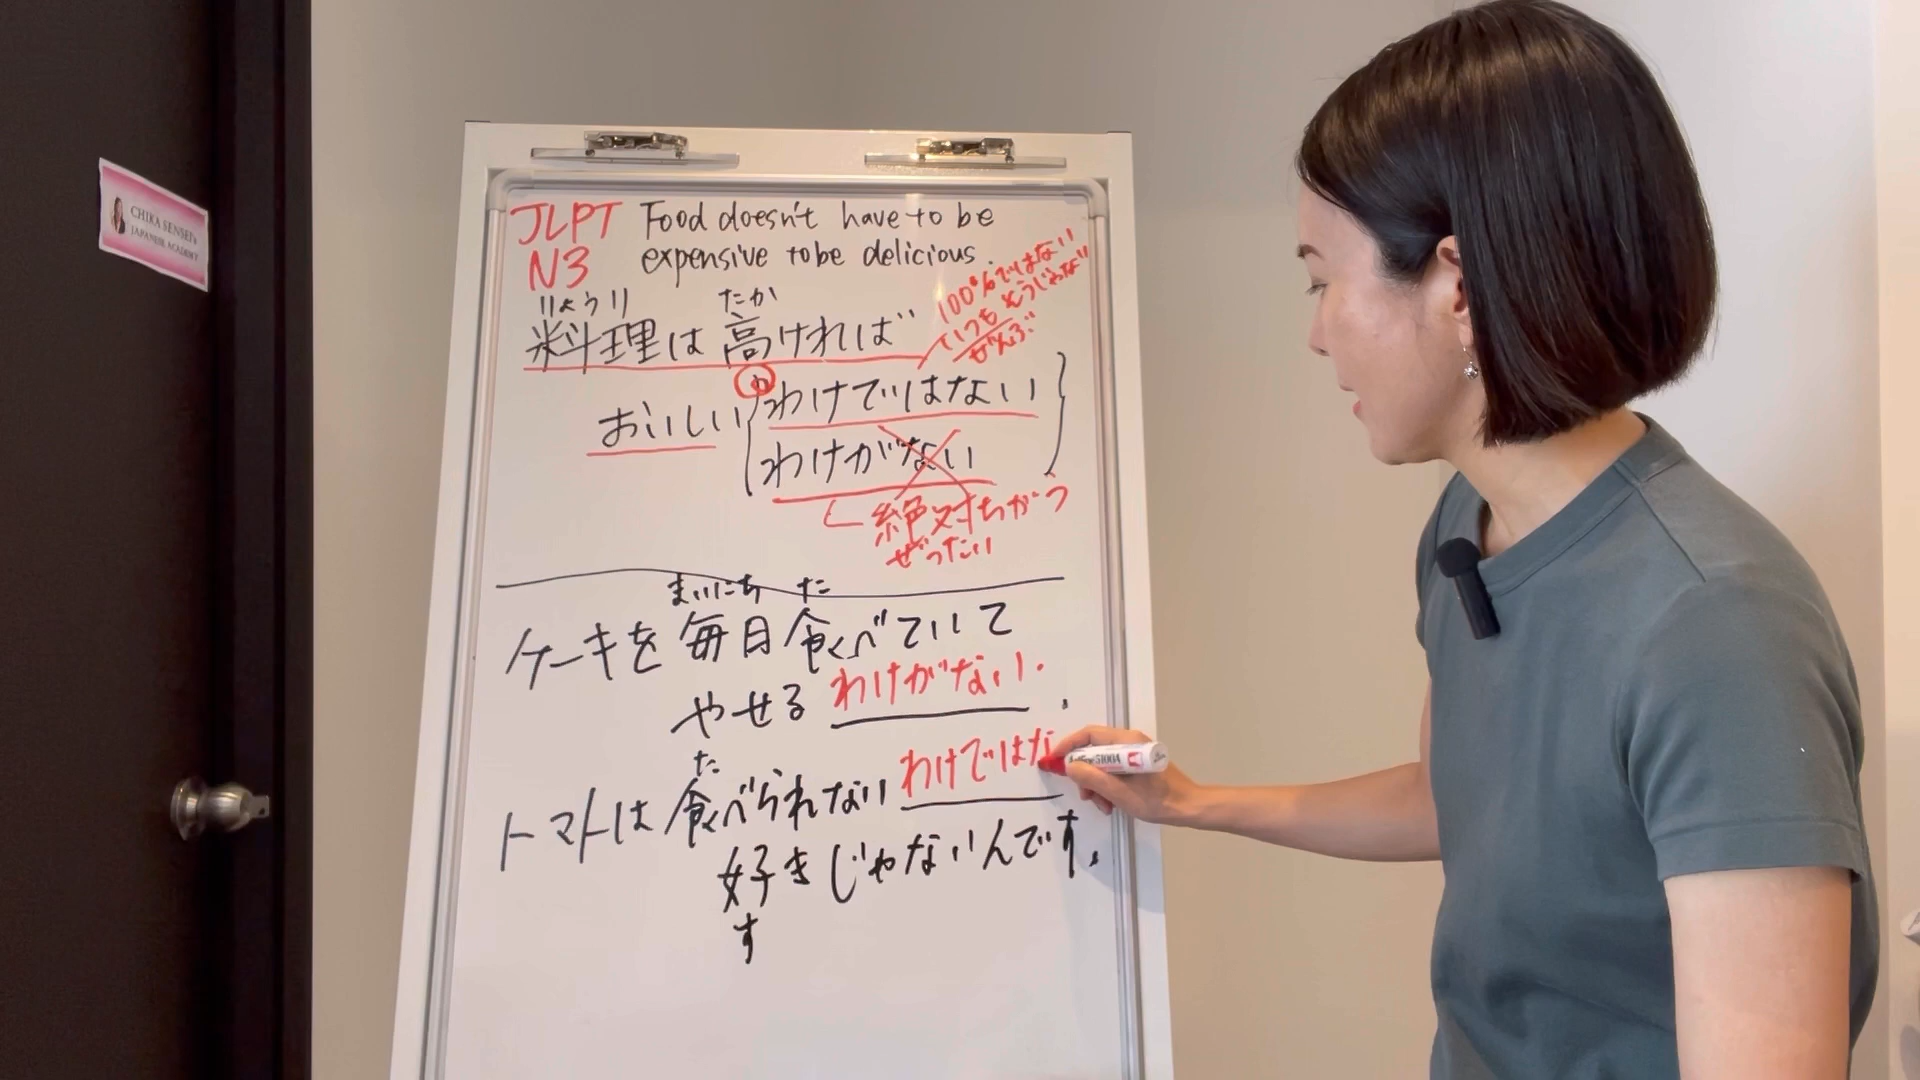 CHIKA SENSEI's
JAPANESE ACADEMY
JLPT Food doesn't have to be
N3 expensive to be delicious.
りょうり たか
料理は高ければ
100%ではない
いつもそうじゃない
ぜんぶ
わ
おいしい わけではない
わけがない
絶対ちがう
ぜったい
まいにち た
ケーキを毎日食べていて
やせるわけがない.
た
トマトは食べられないわけではな
好きじゃないんです。
す